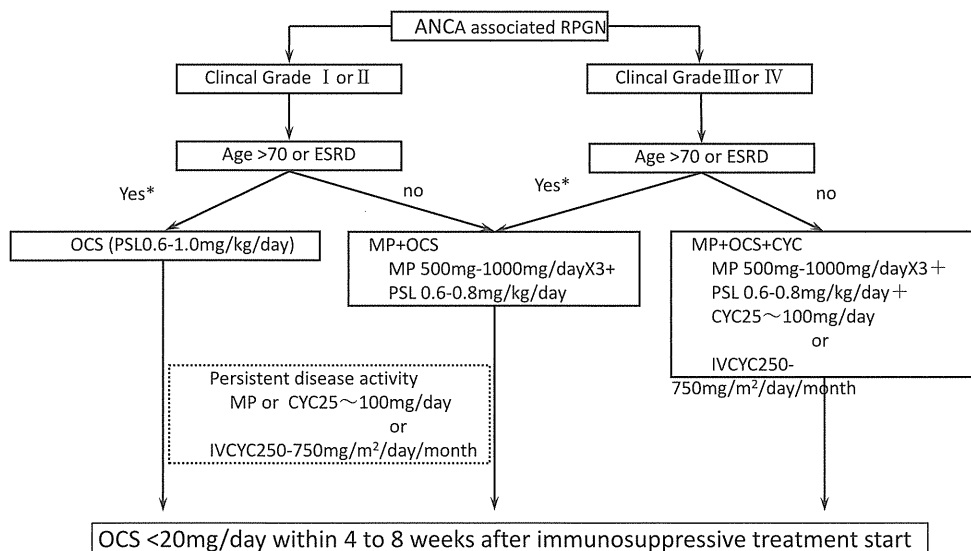 ANCA associated RPGN
Clincal Grade Ⅰ or Ⅱ
Clincal Grade Ⅲ or Ⅳ
Age >70 or ESRD
Age >70 or ESRD
Yes*
no
Yes*
no
OCS (PSL0.6-1.0mg/kg/day)
MP+OCS
MP 500mg-1000mg/dayX3+
PSL 0.6-0.8mg/kg/day
MP+OCS+CYC
MP 500mg-1000mg/dayX3＋
PSL 0.6-0.8mg/kg/day＋
CYC25～100mg/day
or
IVCYC250-
750mg/m²/day/month
Persistent disease activity
MP or CYC25～100mg/day
or
IVCYC250-750mg/m²/day/month
OCS <20mg/day within 4 to 8 weeks after immunosuppressive treatment start